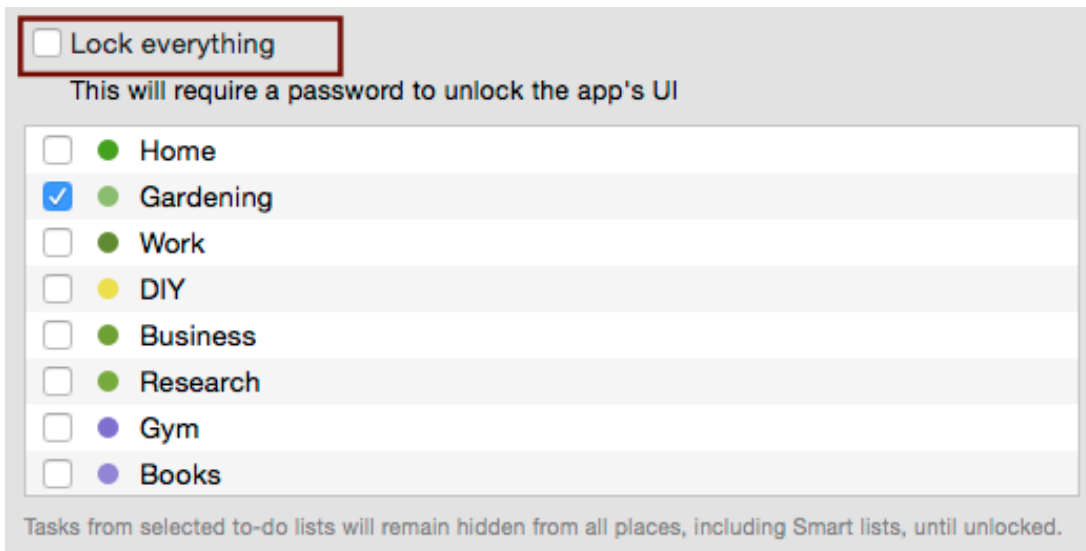 Lock everything
This will require a password to unlock the app's UI
Home
Gardening
Work
DIY
Business
Research
Gym
Books
Tasks from selected to-do lists will remain hidden from all places, including Smart lists, until unlocked.